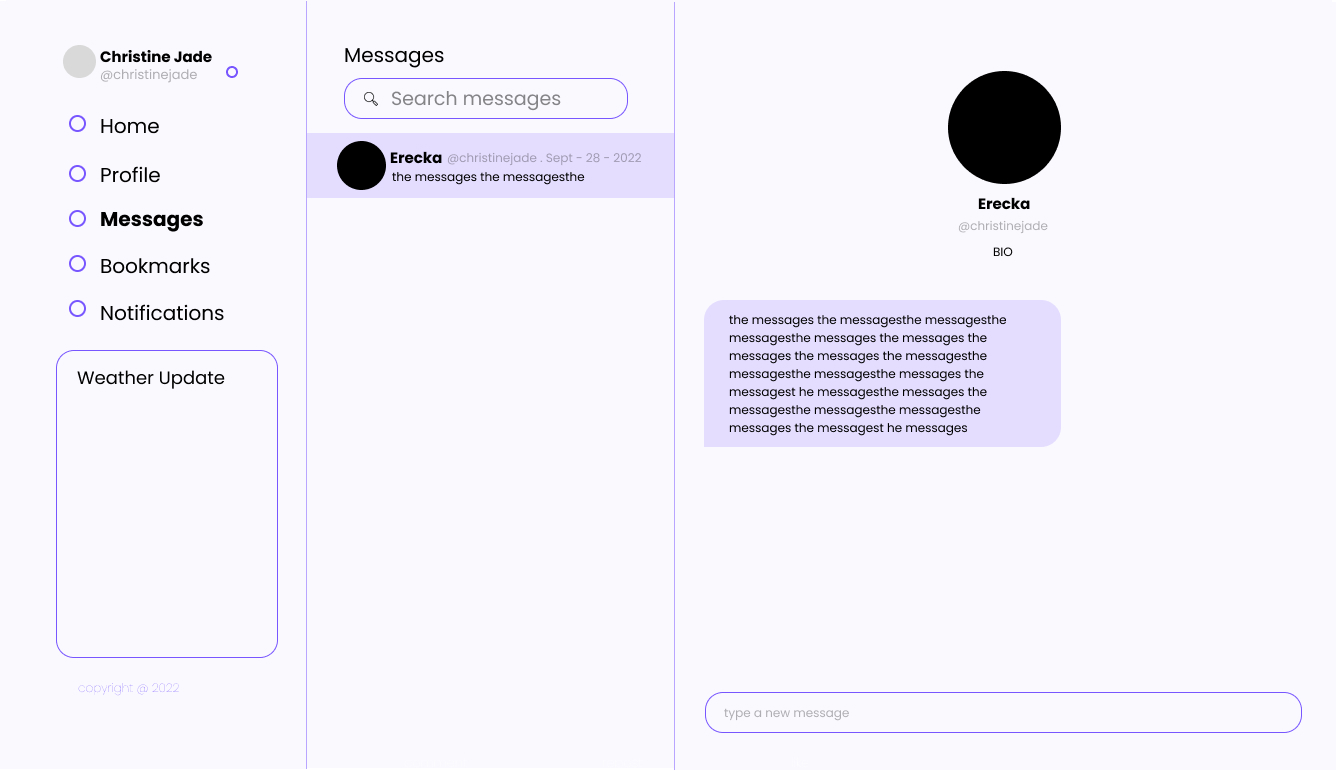 Christine Jade
@christinejade
Home
Profile
Messages
Bookmarks
Notifications
Weather Update
copyright @ 2022
Messages
Search messages
Erecka @christinejade . Sept - 28 - 2022
the messages the messagesthe
Erecka
@christinejade
BIO
the messages the messagesthe messagesthe
messagesthe messages the messages the
messages the messages the messagesthe
messagesthe messagesthe messages the
messagest he messagesthe messages the
messagesthe messagesthe messagesthe
messages the messagest he messages
type a new message